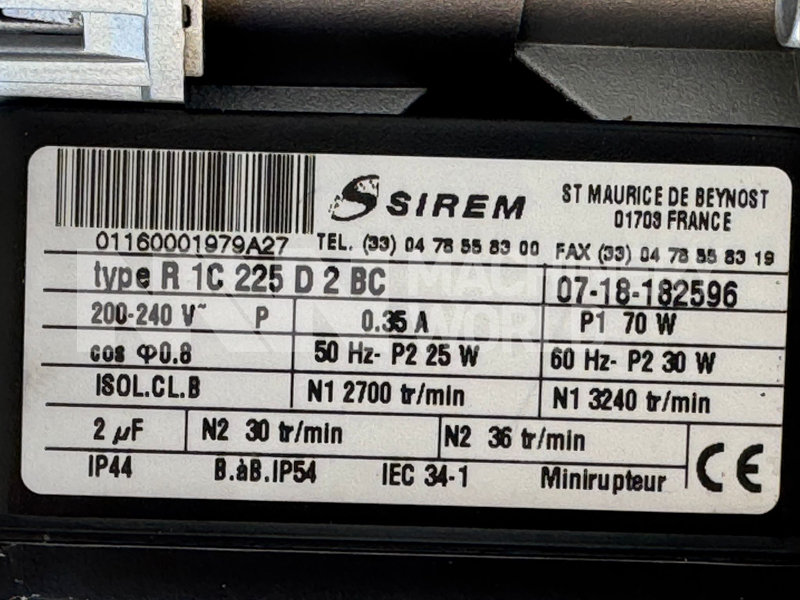 SIREM
ST MAURICE DE BEYNOST
01703 FRANCE
01160001979A27
TEL. (33) 04 78 55 83 00 FAX (33) 04 78 55 83 19
type R 1C 225 D 2 BC
07-18-182596
200-240 V~ P 0.35 A P1 70 W
cos Φ0.8 50 Hz- P2 25 W 60 Hz- P2 30 W
ISOL.CL.B N1 2700 tr/min N1 3240 tr/min
2 µF N2 30 tr/min N2 36 tr/min
IP44 B.àB.IP54 IEC 34-1 Minirupteur
CE
MACHINERY
WORLD